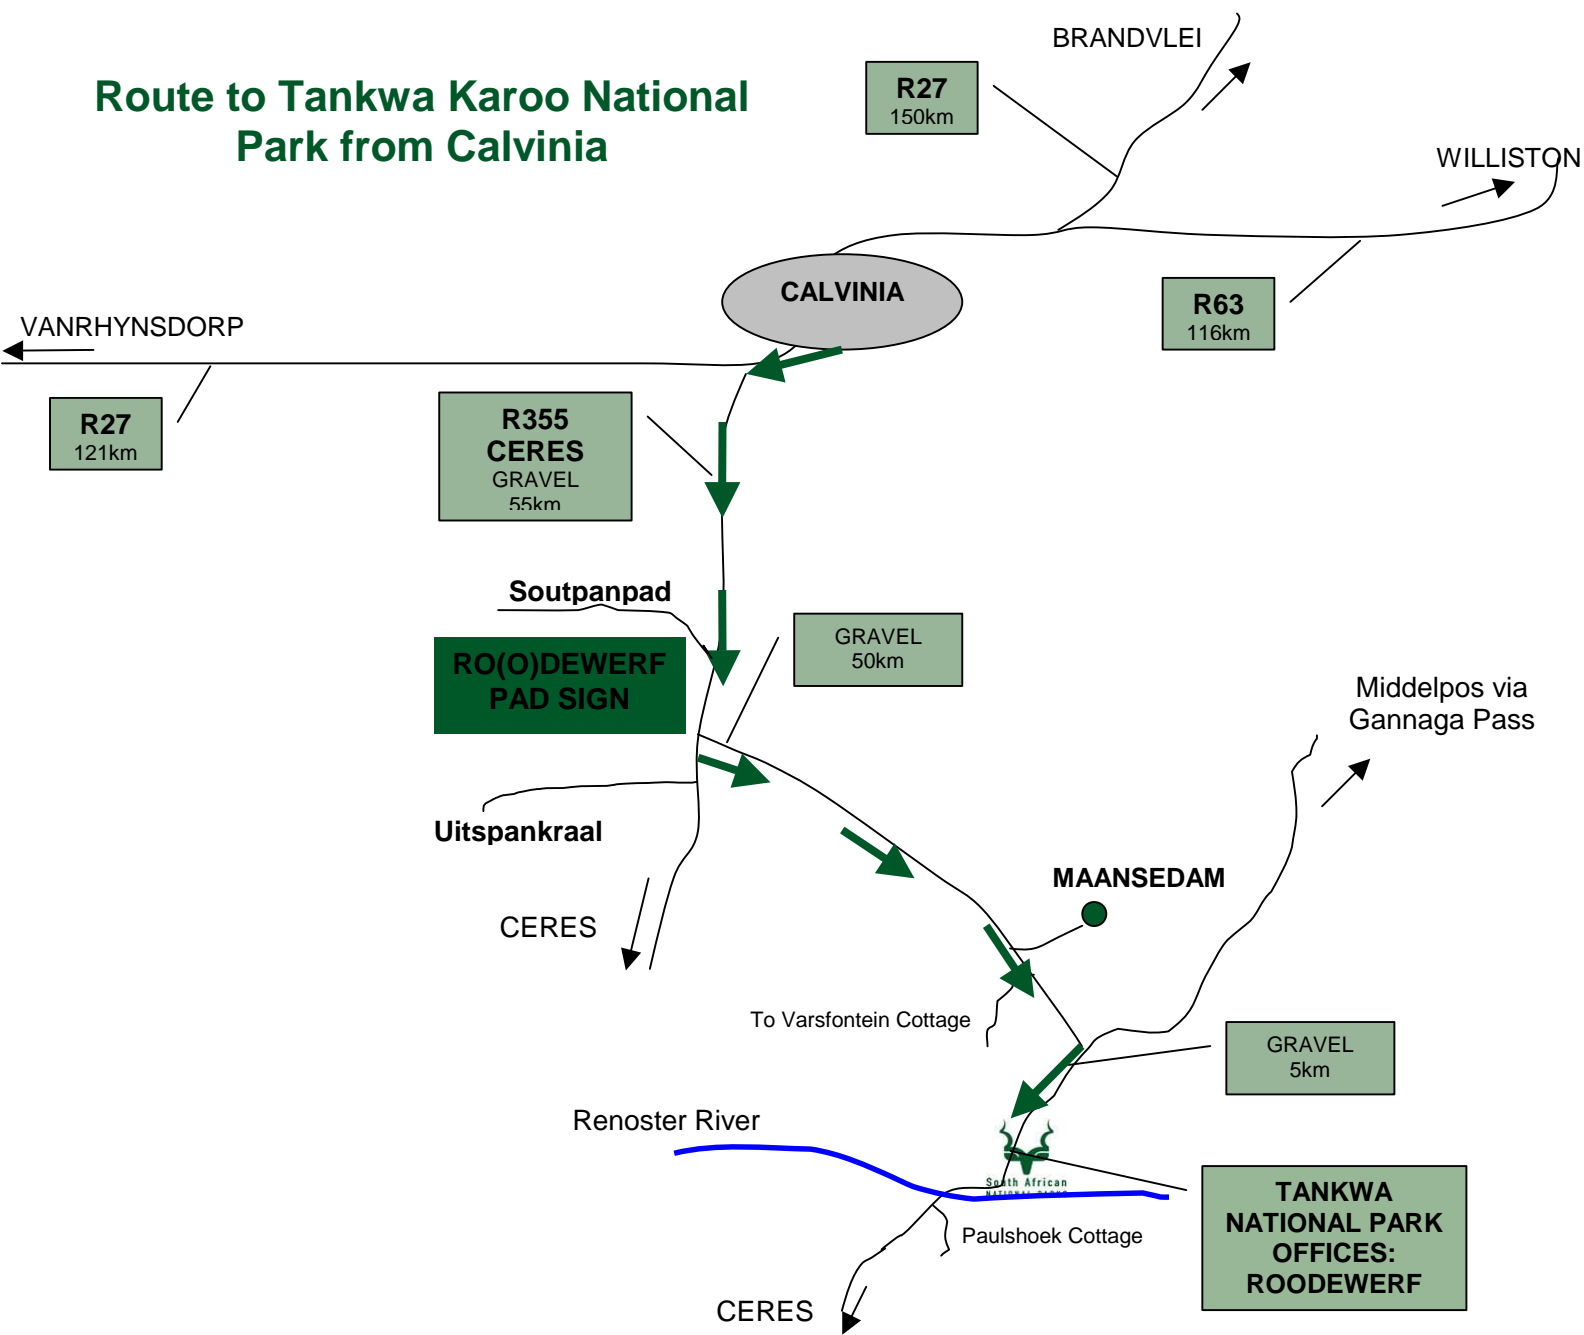 Route to Tankwa Karoo National
Park from Calvinia
BRANDVLEI
R27
150km
WILLISTON
CALVINIA
R63
116km
VANRHYNSDORP
R27
121km
R355
CERES
GRAVEL
55km
Soutpanpad
RO(O)DEWERF
PAD SIGN
GRAVEL
50km
Middelpos via
Gannaga Pass
Uitspankraal
MAANSEDAM
CERES
To Varsfontein Cottage
GRAVEL
5km
Renoster River
South African
NATIONAL PARKS
TANKWA
NATIONAL PARK
OFFICES:
ROODEWERF
Paulshoek Cottage
CERES